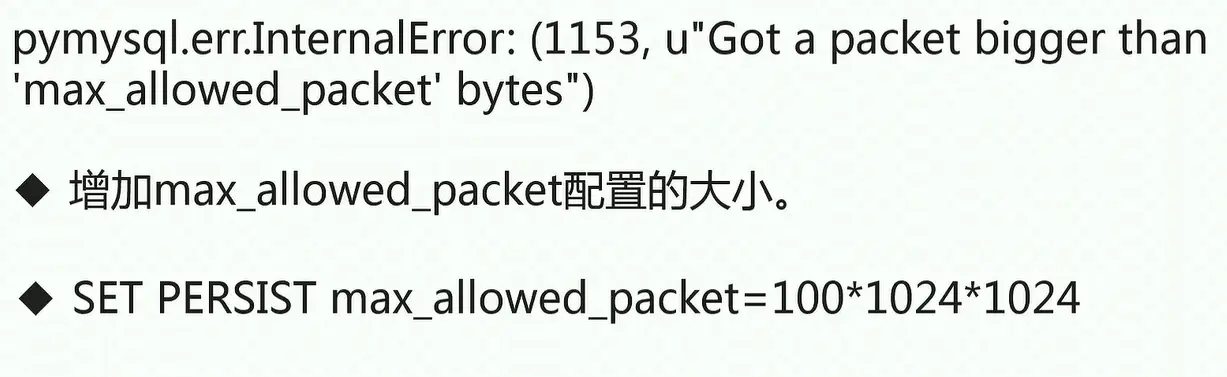 pymysql.err.InternalError: (1153, u"Got a packet bigger than
'max_allowed_packet' bytes")
◆ 增加max_allowed_packet配置的大小。
◆ SET PERSIST max_allowed_packet=100*1024*1024